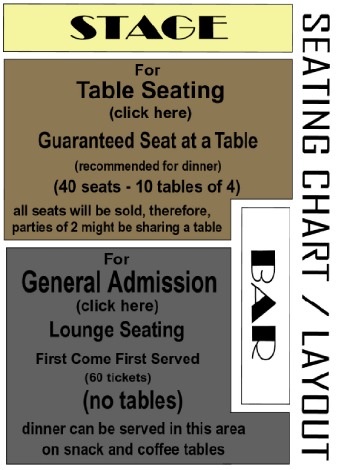 STAGE
For
Table Seating
(click here)
Guaranteed Seat at a Table
(recommended for dinner)
(40 seats - 10 tables of 4)
all seats will be sold, therefore,
parties of 2 might be sharing a table
For
General Admission
(click here)
Lounge Seating
First Come First Served
(60 tickets)
(no tables)
dinner can be served in this area
on snack and coffee tables
BAR
SEATING CHART / LAYOUT